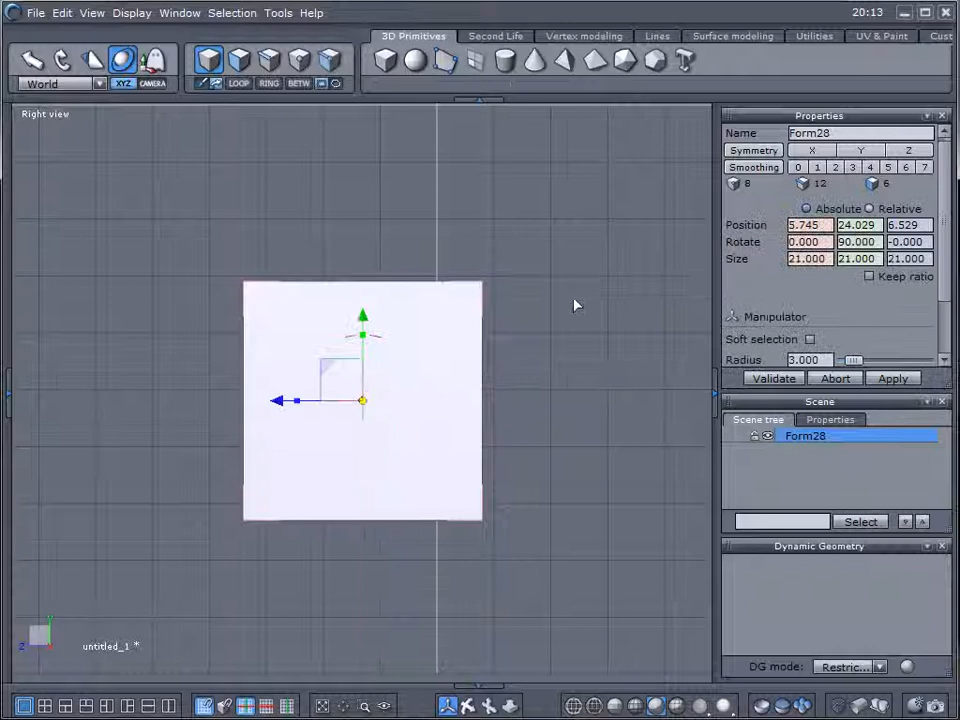 File Edit View Display Window Selection Tools Help 20:13
3D Primitives Second Life Vertex modeling Lines Surface modeling Utilities UV & Paint Cust
World XYZ CAMERA LOOP RING BETW
Right view
Properties
Name Form28
Symmetry X Y Z
Smoothing 0 1 2 3 4 5 6 7
8 12 6
Absolute Relative
Position 5.745 24.029 6.529
Rotate 0.000 90.000 -0.000
Size 21.000 21.000 21.000
Keep ratio
Manipulator
Soft selection
Radius 3.000
Validate Abort Apply
Scene
Scene tree Properties
Form28
Select
Dynamic Geometry
DG mode: Restric...
Y
Z
untitled_1 *